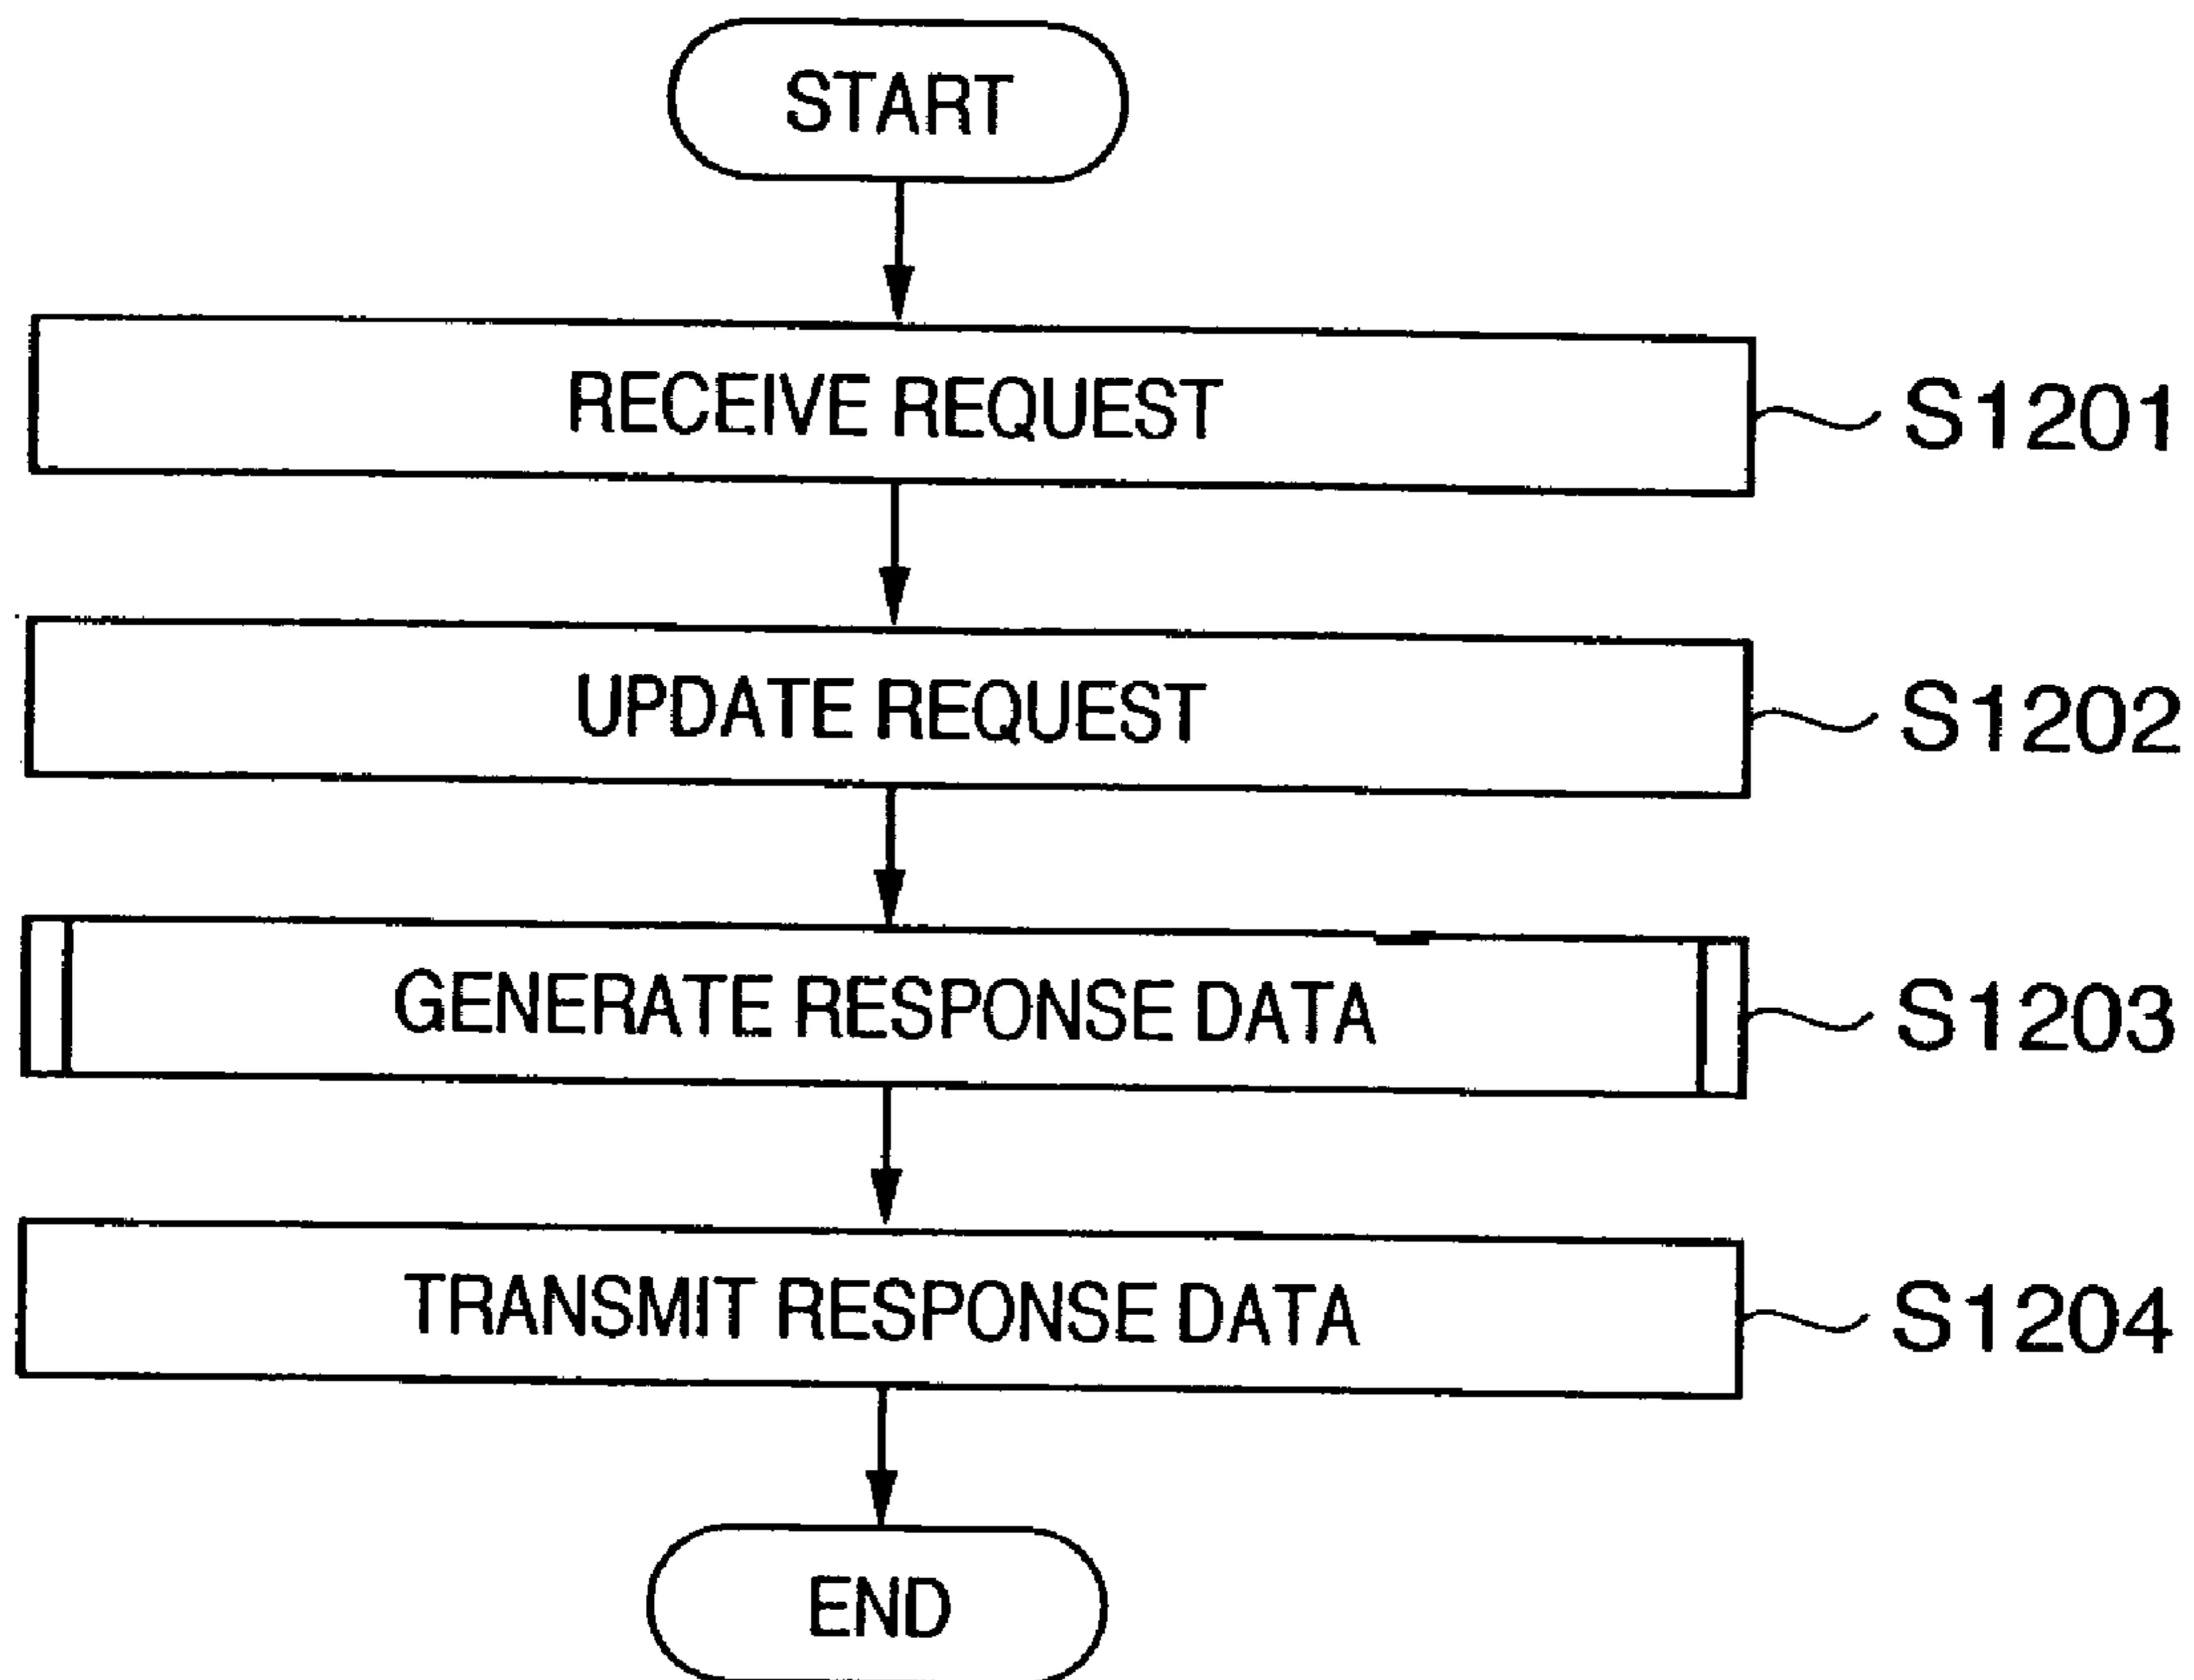 START
RECEIVE REQUEST S1201
UPDATE REQUEST S1202
GENERATE RESPONSE DATA S1203
TRANSMIT RESPONSE DATA S1204
END